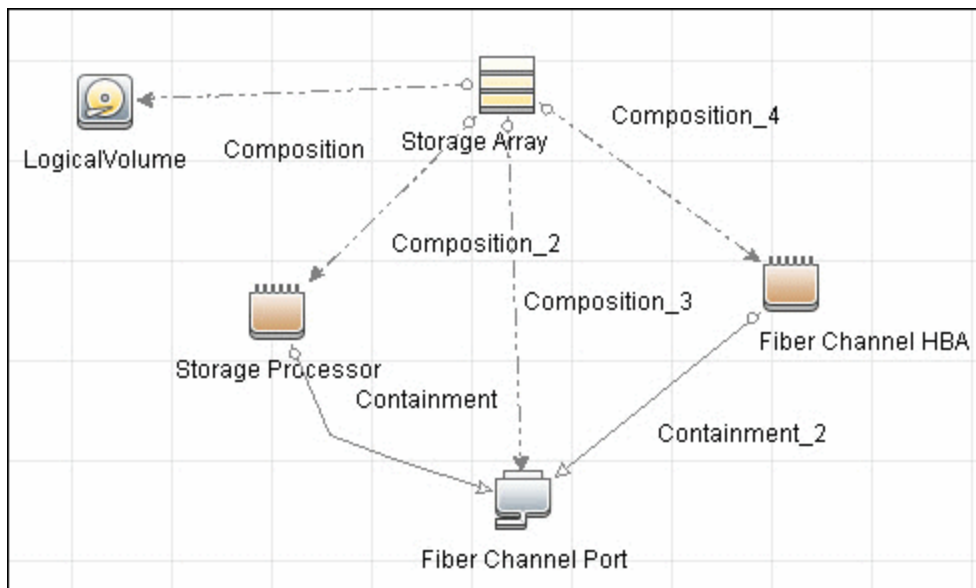 Composition_4
Storage Array
Composition
LogicalVolume
Composition_2
Composition_3
Fiber Channel HBA
Storage Processor
Containment
Containment_2
Fiber Channel Port